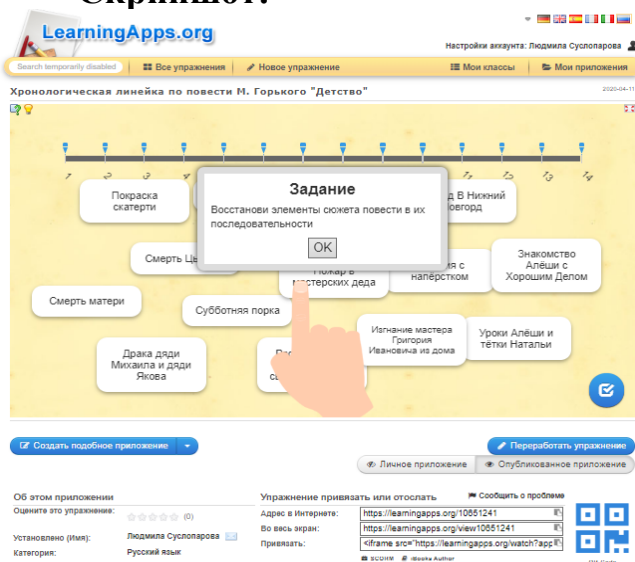 Скриншот:
LearningApps.org
Настройки аккаунта: Людмила Суслопарова
Search temporarily disabled
Все упражнения
Новое упражнение
Мои классы
Мои приложения
Хронологическая линейка по повести М. Горького "Детство"
2020-04-11
1
2
3
4
11
12
13
14
Задание
Восстанови элементы сюжета повести в их
последовательности
OK
Покраска
скатерти
д В Нижний
Смерть Цы
Пожар в
мастерских деда
напёрстком
Знакомство
Алёши с
Хорошим Делом
Смерть матери
Субботняя порка
Драка дяди
Михаила и дяди
Якова
Изгнание мастера
Григория
Ивановича из дома
Уроки Алёши и
тётки Натальи
Создать подобное приложение
Переработать упражнение
Личное приложение
Опубликованное приложение
Об этом приложении
Оцените это упражнение:
(0)
Установлено (Имя):
Людмила Суслопарова
Категория:
Русский язык
Упражнение привязать или отослать
Сообщить о проблеме
Адрес в Интернете:
https://learningapps.org/10651241
Во весь экран:
https://learningapps.org/view10651241
Привязать:
<iframe src="https://learningapps.org/watch?app
SCORM
iBooks Author